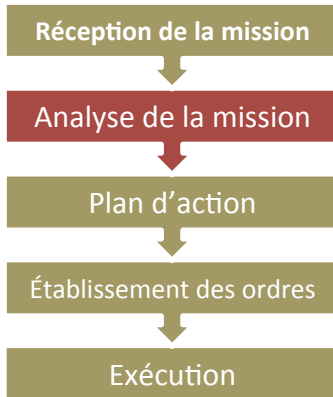 Réception de la mission
Analyse de la mission
Plan d’action
Établissement des ordres
Exécution